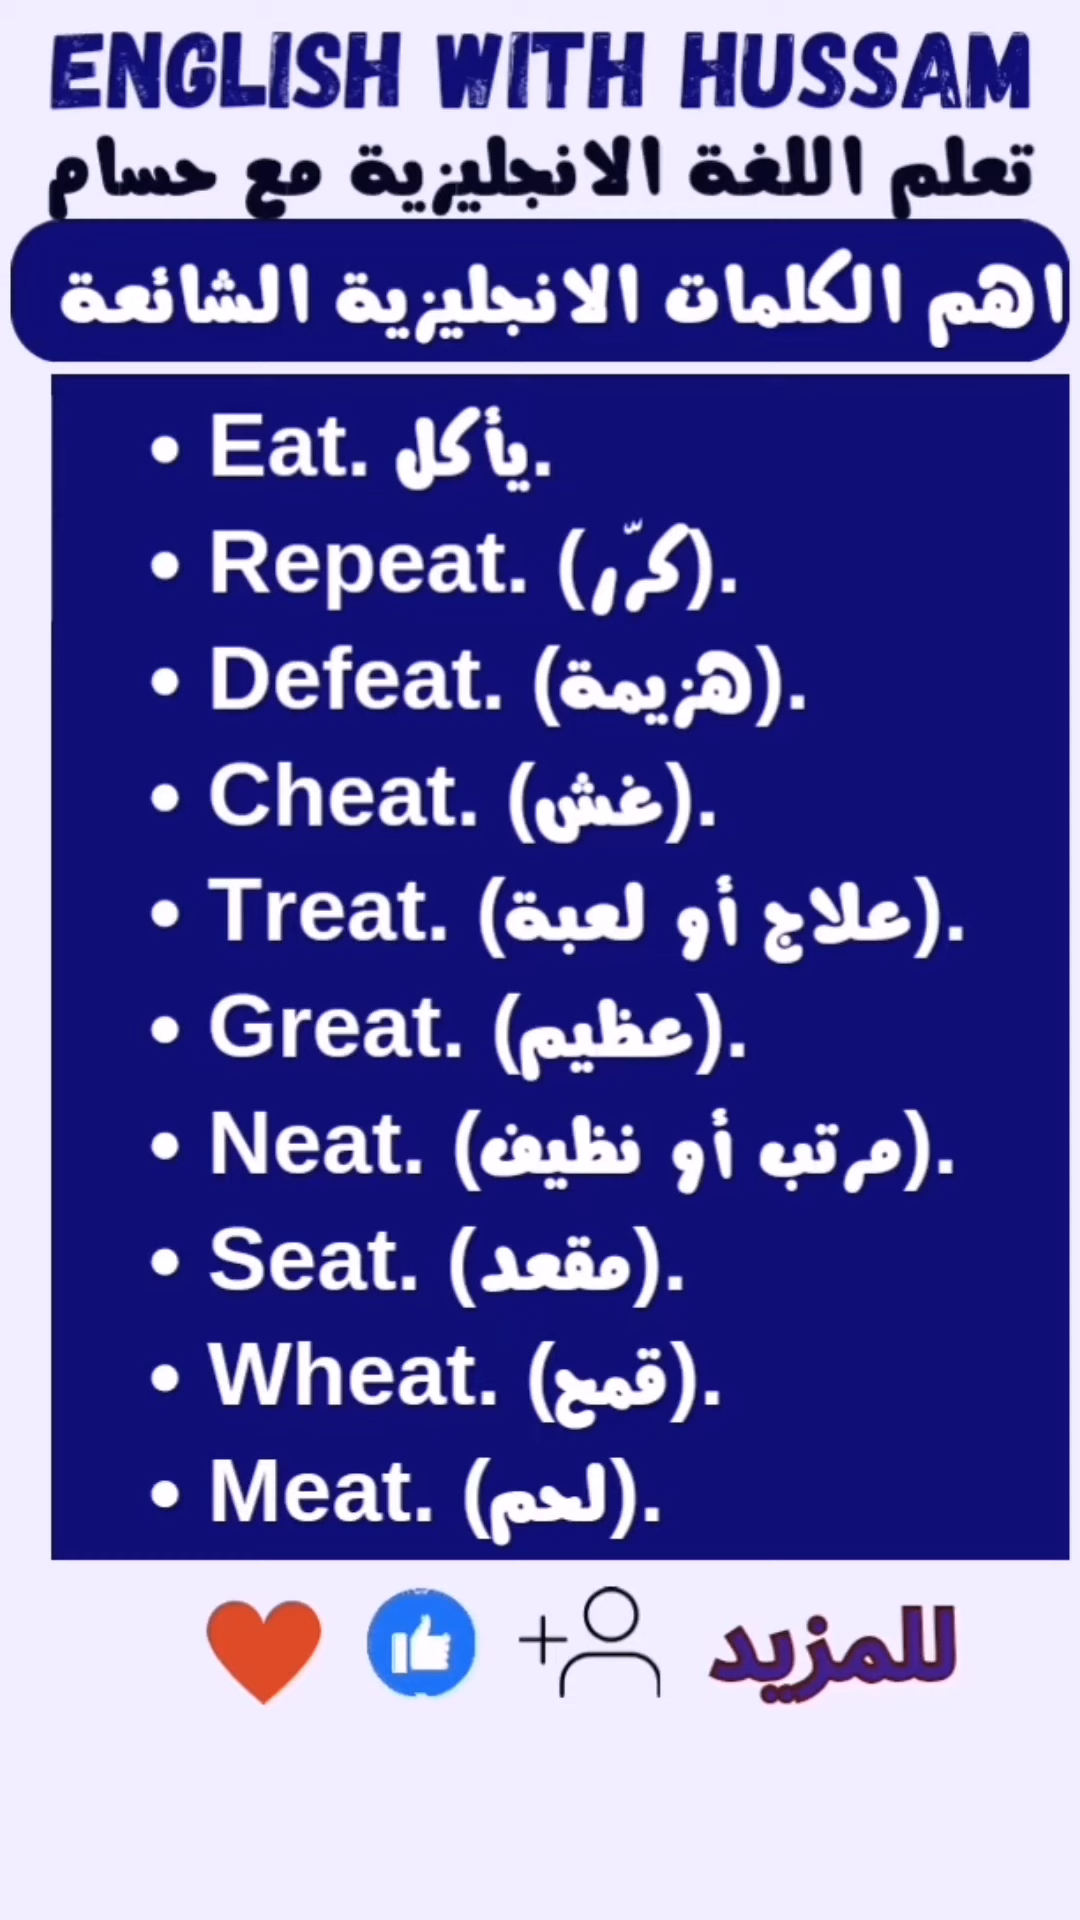 ENGLISH WITH HUSSAM
تعلم اللغة الانجليزية مع حسام
اهم الكلمات الانجليزية الشائعة
• Eat. يأكل.
• Repeat. (كرّر).
• Defeat. (هزيمة).
• Cheat. (غش).
• Treat. (علاج أو لعبة).
• Great. (عظيم).
• Neat. (مرتب أو نظيف).
• Seat. (مقعد).
• Wheat. (قمح).
• Meat. (لحم).
للمزيد